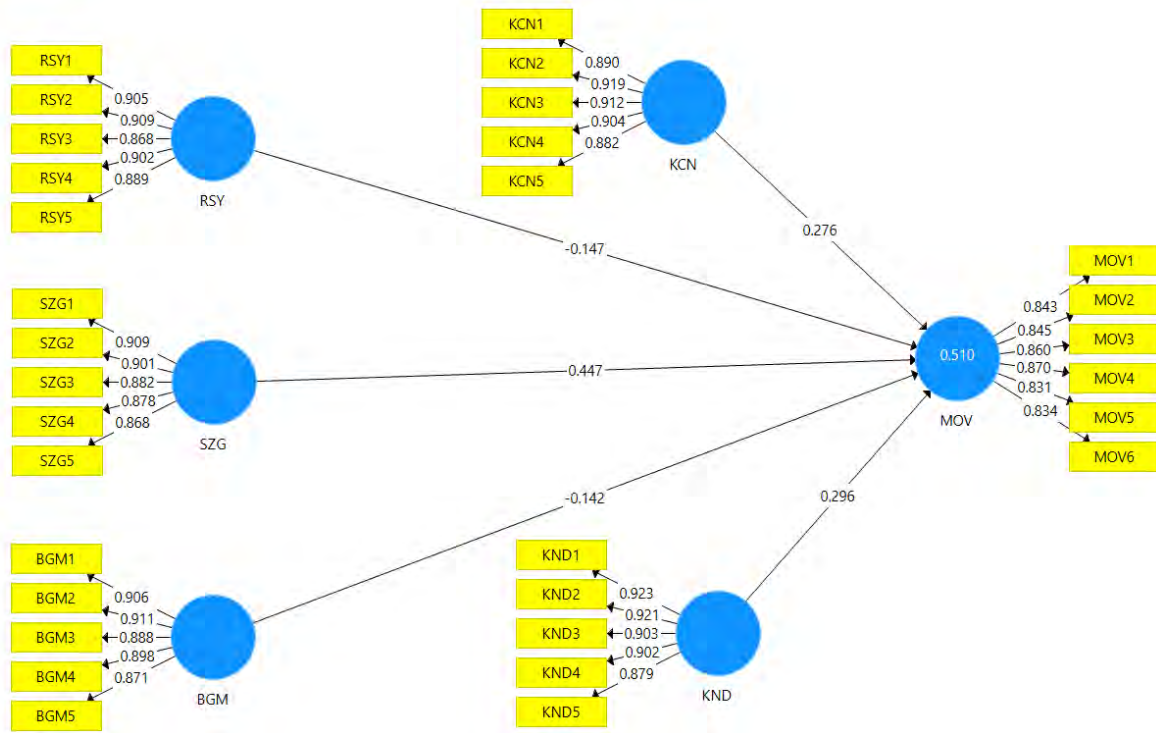 RSY1
RSY2
RSY3
RSY4
RSY5
0.905
0.909
0.868
0.902
0.889
RSY
KCN1
KCN2
KCN3
KCN4
KCN5
0.890
0.919
0.912
0.904
0.882
KCN
-0.147
0.276
SZG1
SZG2
SZG3
SZG4
SZG5
0.909
0.901
0.882
0.878
0.868
SZG
0.447
0.510
MOV
0.843
0.845
0.860
0.870
0.831
0.834
MOV1
MOV2
MOV3
MOV4
MOV5
MOV6
-0.142
0.296
BGM1
BGM2
BGM3
BGM4
BGM5
0.906
0.911
0.888
0.898
0.871
BGM
KND1
KND2
KND3
KND4
KND5
0.923
0.921
0.903
0.902
0.879
KND